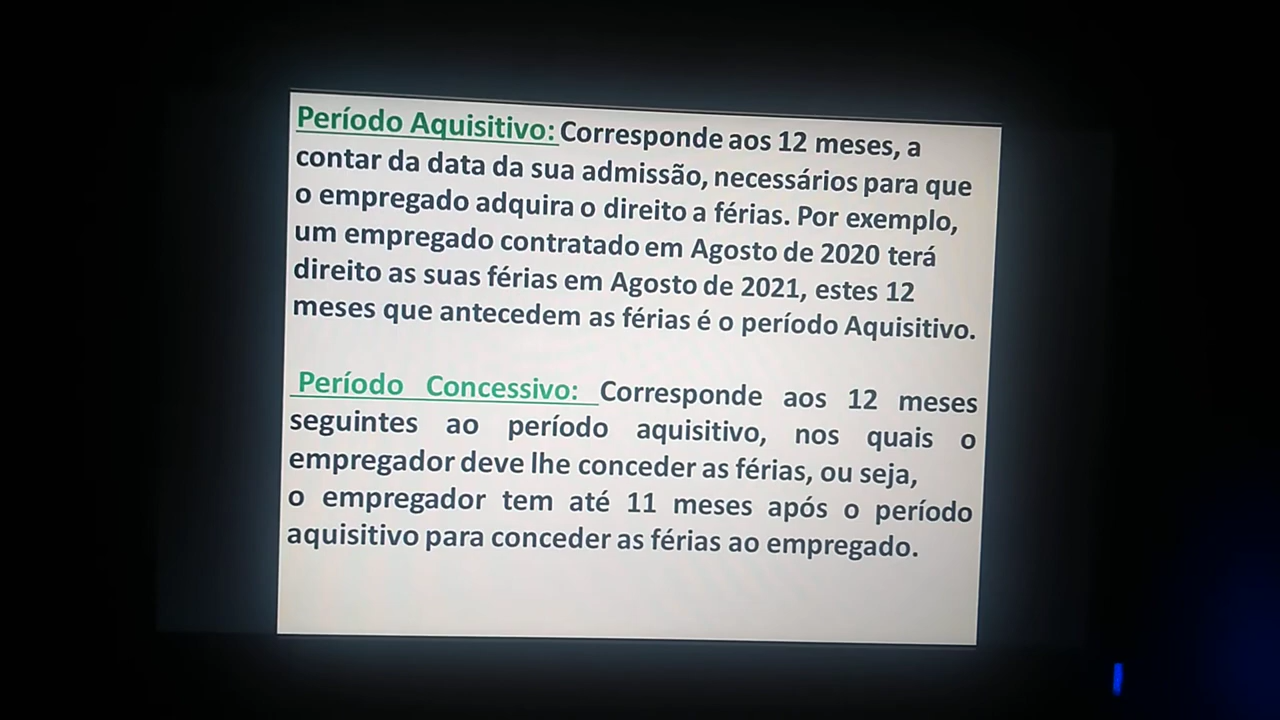 Período Aquisitivo: Corresponde aos 12 meses, a
contar da data da sua admissão, necessários para que
o empregado adquira o direito a férias. Por exemplo,
um empregado contratado em Agosto de 2020 terá
direito as suas férias em Agosto de 2021, estes 12
meses que antecedem as férias é o período Aquisitivo.
Período Concessivo: Corresponde aos 12 meses
seguintes ao período aquisitivo, nos quais o
empregador deve lhe conceder as férias, ou seja,
o empregador tem até 11 meses após o período
aquisitivo para conceder as férias ao empregado.